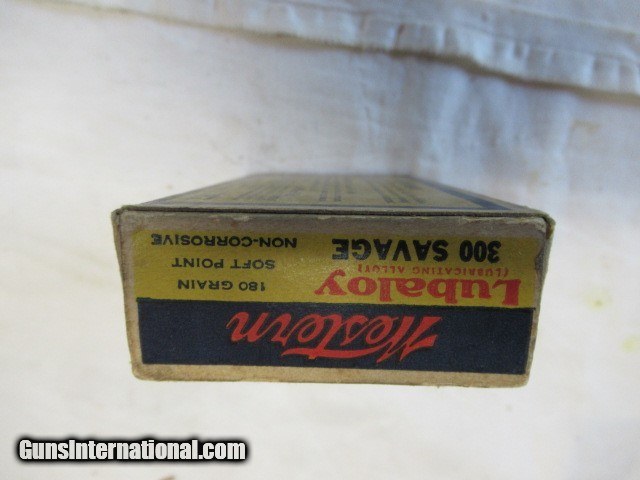 Western
Lubaloy
(LUBRICATING ALLOY)
300 SAVAGE
180 GRAIN
SOFT POINT
NON-CORROSIVE
GunsInternational.com